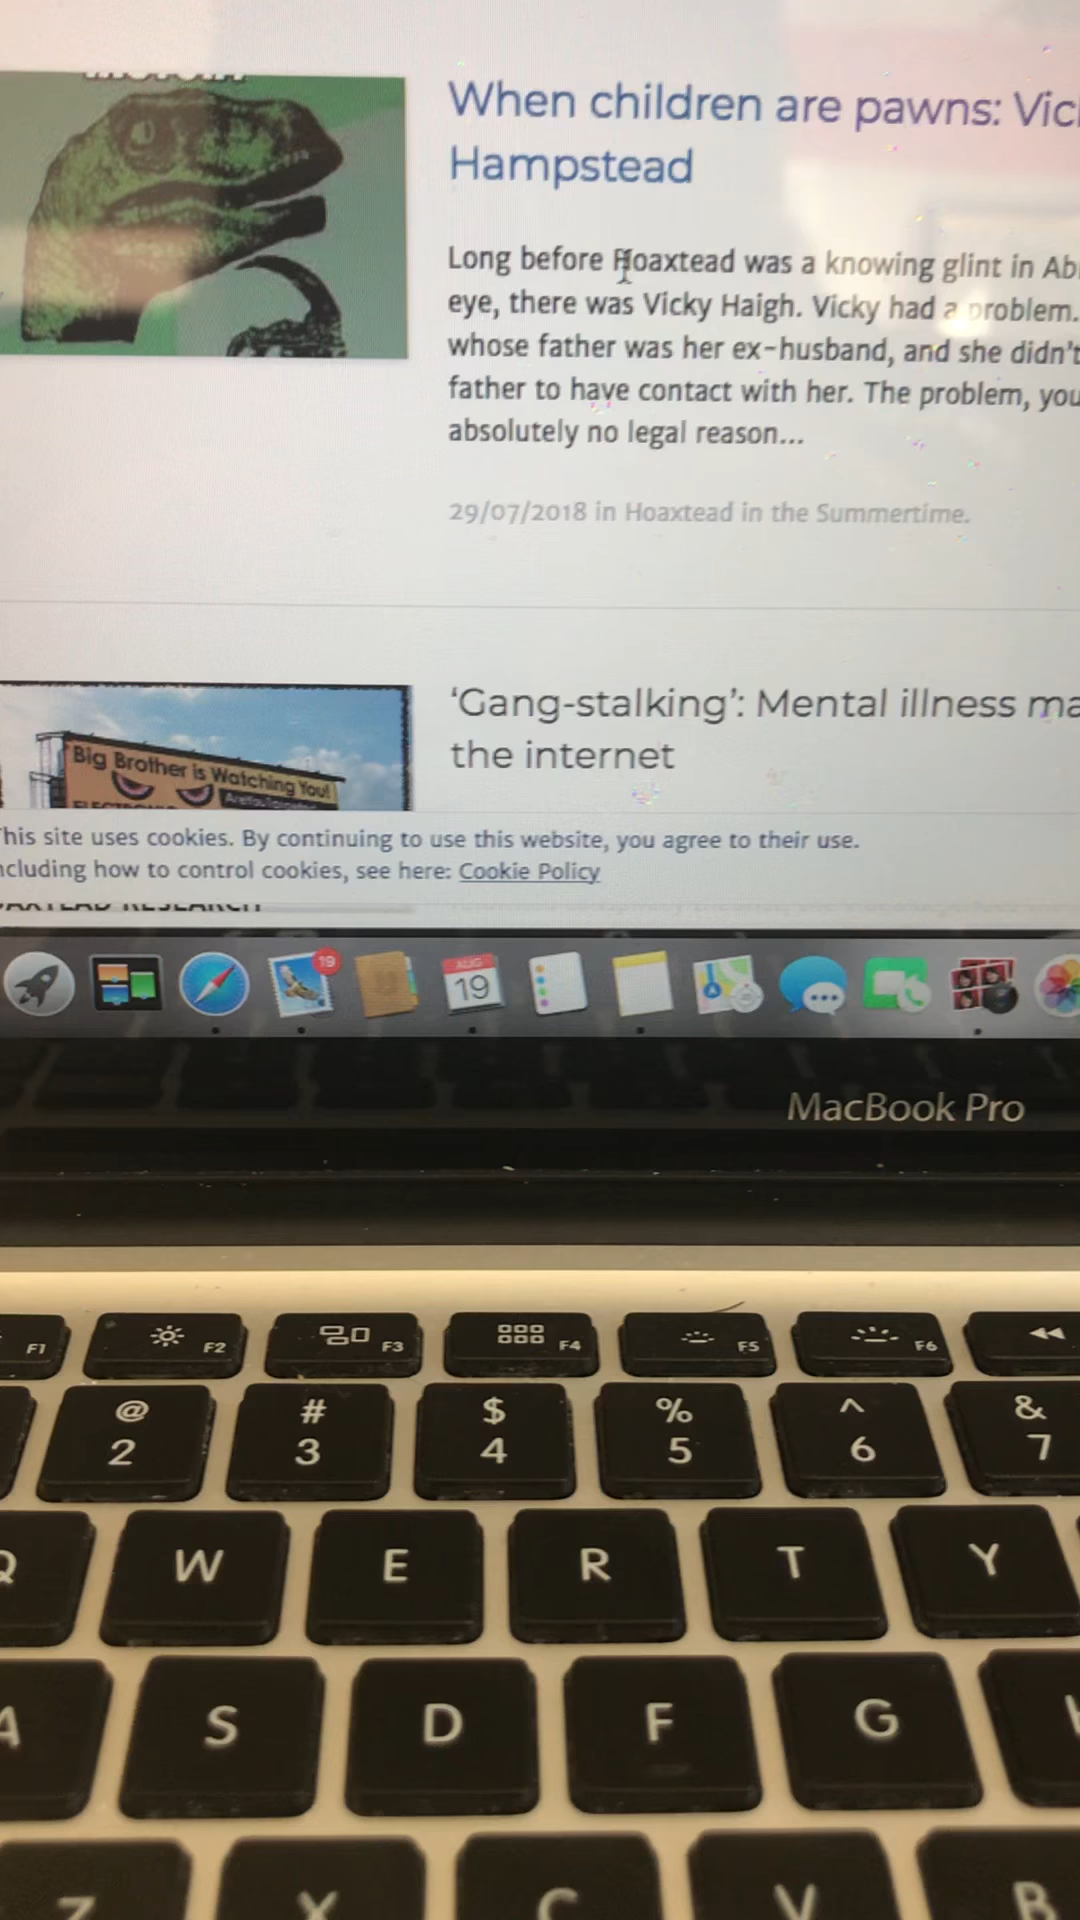 When children are pawns:
Hampstead
Long before Hoaxtead was a knowing glint in
eye, there was Vicky Haigh. Vicky had a problem.
whose father was her ex-husband, and she didn't
father to have contact with her. The problem, you
absolutely no legal reason...
29/07/2018 in Hoaxtead in the Summertime.
'Gang-stalking': Mental illness
the internet
Big Brother is Watching You!
This site uses cookies. By continuing to use this website, you agree to their use.
including how to control cookies, see here: Cookie Policy
19
AUG
19
MacBook Pro
F1 F2 F3 F4 F5 F6
@ # $ % ^ &
2 3 4 5 6 7
Q W E R T Y
A S D F G
Z X C V B